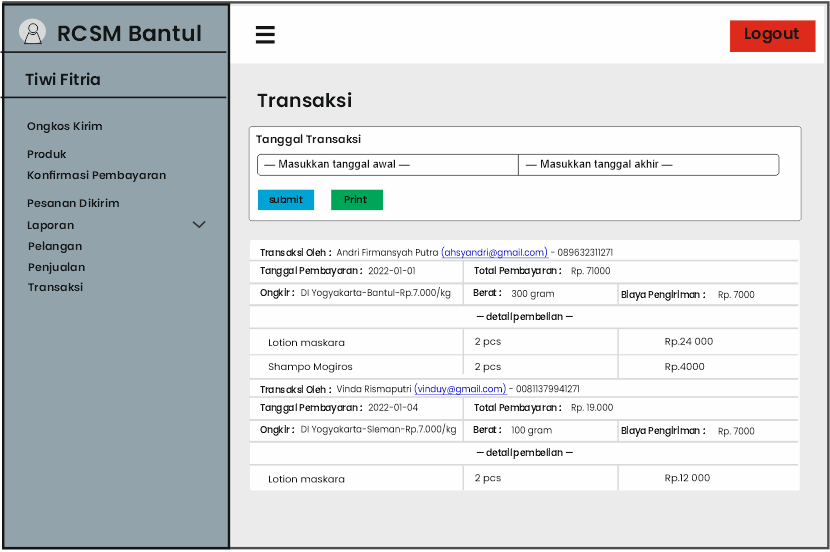 RCSM Bantul
Logout
Tiwi Fitria
Ongkos Kirim
Produk
Konfirmasi Pembayaran
Pesanan Dikirim
Laporan
Pelangan
Penjualan
Transaksi
Transaksi
Tanggal Transaksi
— Masukkan tanggal awal — — Masukkan tanggal akhir —
submit Print
Transaksi Oleh : Andri Firmansyah Putra (ahsyandri@gmail.com) - 089632311271
Tanggal Pembayaran : 2022-01-01 Total Pembayaran : Rp. 71000
Ongkir : DI Yogyakarta-Bantul-Rp.7.000/kg Berat : 300 gram Biaya Pengiriman : Rp. 7000
— detail pembelian —
Lotion maskara 2 pcs Rp.24 000
Shampo Mogiros 2 pcs Rp.4000
Transaksi Oleh : Vinda Rismaputri (vinduy@gmail.com) - 00811379941271
Tanggal Pembayaran : 2022-01-04 Total Pembayaran : Rp. 19.000
Ongkir : DI Yogyakarta-Sleman-Rp.7.000/kg Berat : 100 gram Biaya Pengiriman : Rp. 7000
— detail pembelian —
Lotion maskara 2 pcs Rp.12 000